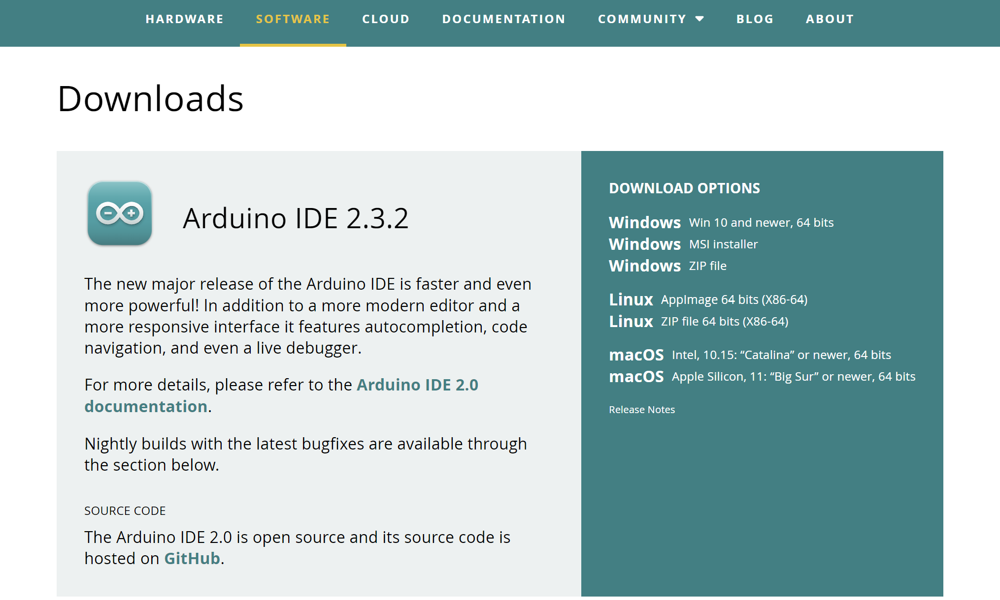 HARDWARE SOFTWARE CLOUD DOCUMENTATION COMMUNITY BLOG ABOUT
Downloads
Arduino IDE 2.3.2
The new major release of the Arduino IDE is faster and even
more powerful! In addition to a more modern editor and a
more responsive interface it features autocompletion, code
navigation, and even a live debugger.
For more details, please refer to the Arduino IDE 2.0
documentation.
Nightly builds with the latest bugfixes are available through
the section below.
SOURCE CODE
The Arduino IDE 2.0 is open source and its source code is
hosted on GitHub.
DOWNLOAD OPTIONS
Windows Win 10 and newer, 64 bits
Windows MSI installer
Windows ZIP file
Linux AppImage 64 bits (X86-64)
Linux ZIP file 64 bits (X86-64)
macOS Intel, 10.15: “Catalina” or newer, 64 bits
macOS Apple Silicon, 11: “Big Sur” or newer, 64 bits
Release Notes